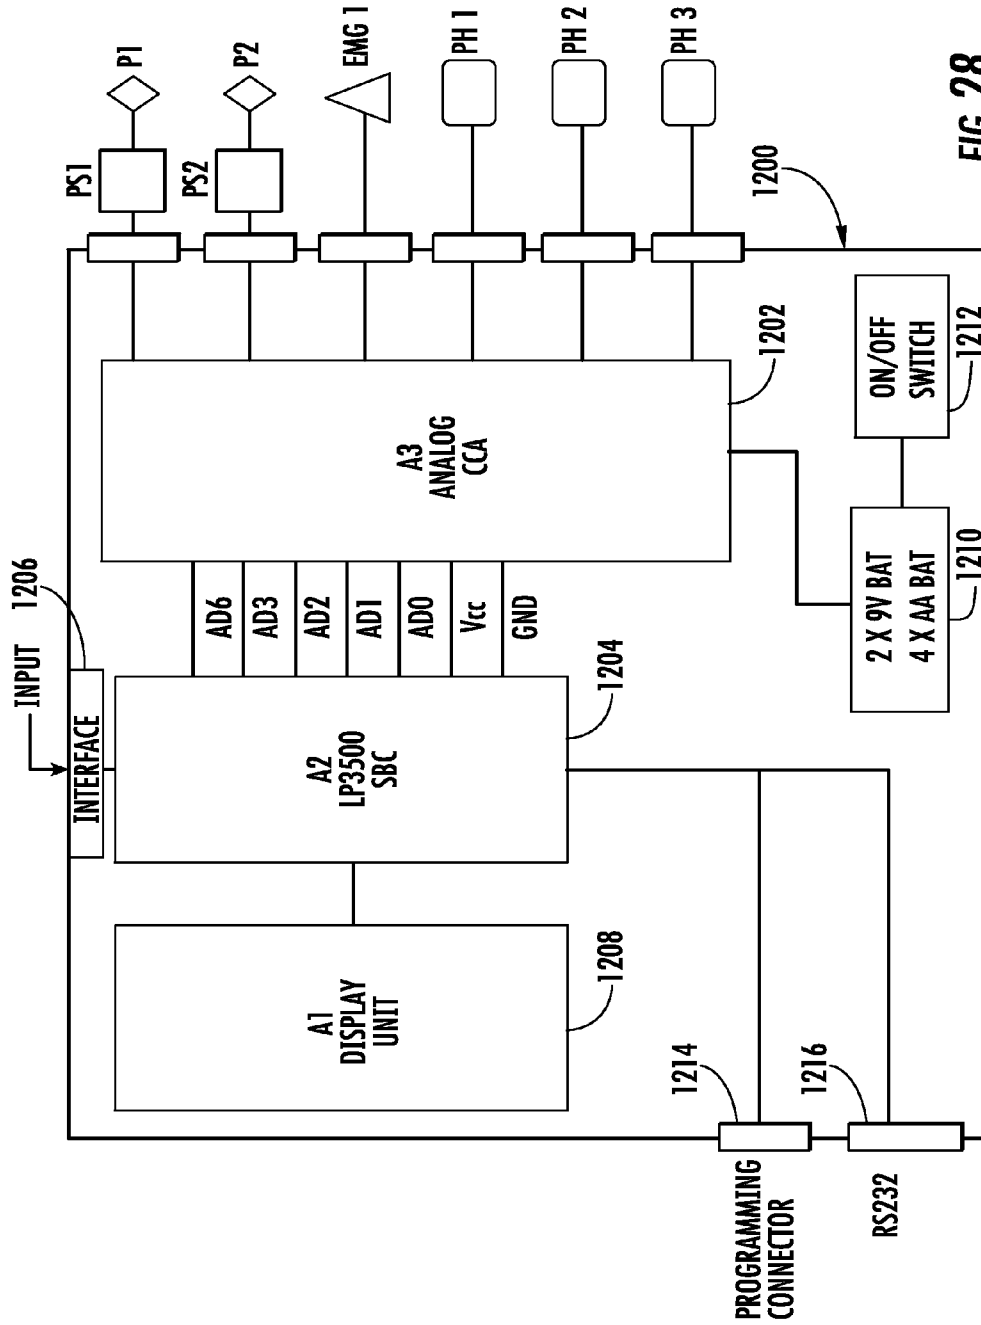 INPUT
1206
INTERFACE
A1
DISPLAY
UNIT
1208
A2
LP3500
SBC
1204
AD6
AD3
AD2
AD1
AD0
Vcc
GND
A3
ANALOG
CCA
1202
PS1
P1
PS2
P2
EMG 1
PH 1
PH 2
PH 3
1200
PROGRAMMING
CONNECTOR
1214
RS232
1216
2 X 9V BAT
4 X AA BAT
1210
ON/OFF
SWITCH
1212
FIG. 28